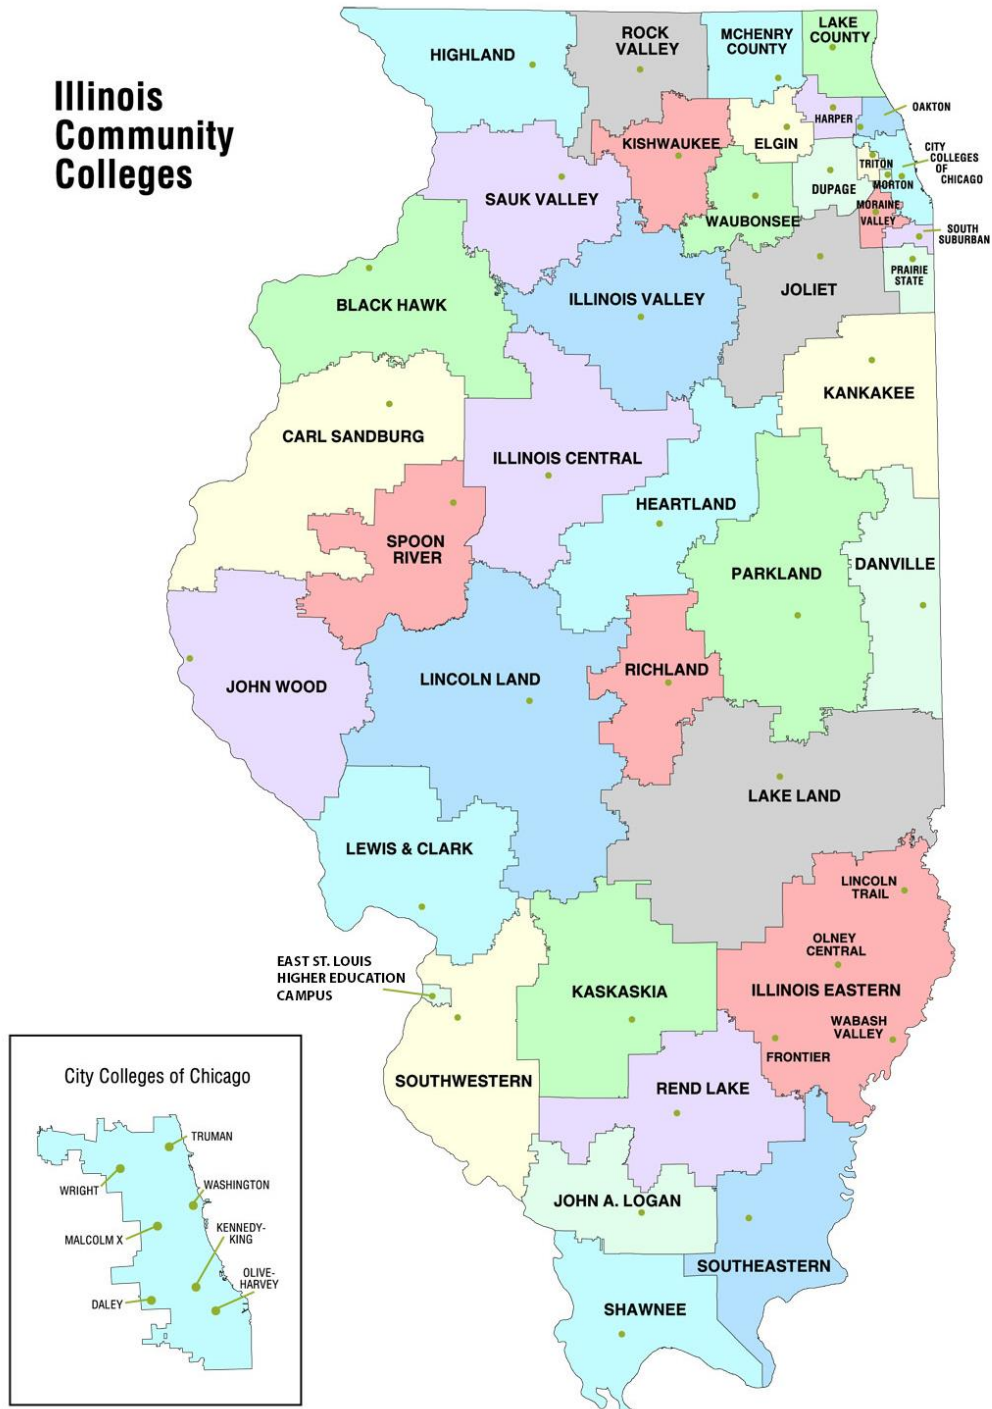 Illinois
Community
Colleges
HIGHLAND
ROCK
VALLEY
MCHENRY
COUNTY
LAKE
COUNTY
OAKTON
HARPER
KISHWAUKEE
ELGIN
CITY
COLLEGES
OF
CHICAGO
TRITON
MORTON
DUPAGE
SAUK VALLEY
WAUBONSEE
MORAINE
VALLEY
SOUTH
SUBURBAN
PRAIRIE
STATE
BLACK HAWK
ILLINOIS VALLEY
JOLIET
KANKAKEE
CARL SANDBURG
ILLINOIS CENTRAL
HEARTLAND
SPOON
RIVER
PARKLAND
DANVILLE
JOHN WOOD
LINCOLN LAND
RICHLAND
LAKE LAND
LEWIS & CLARK
LINCOLN
TRAIL
OLNEY
CENTRAL
EAST ST. LOUIS
HIGHER EDUCATION
CAMPUS
KASKASKIA
ILLINOIS EASTERN
WABASH
VALLEY
FRONTIER
SOUTHWESTERN
REND LAKE
JOHN A. LOGAN
SOUTHEASTERN
SHAWNEE
City Colleges of Chicago
TRUMAN
WRIGHT
WASHINGTON
MALCOLM X
KENNEDY-
KING
OLIVE-
HARVEY
DALEY